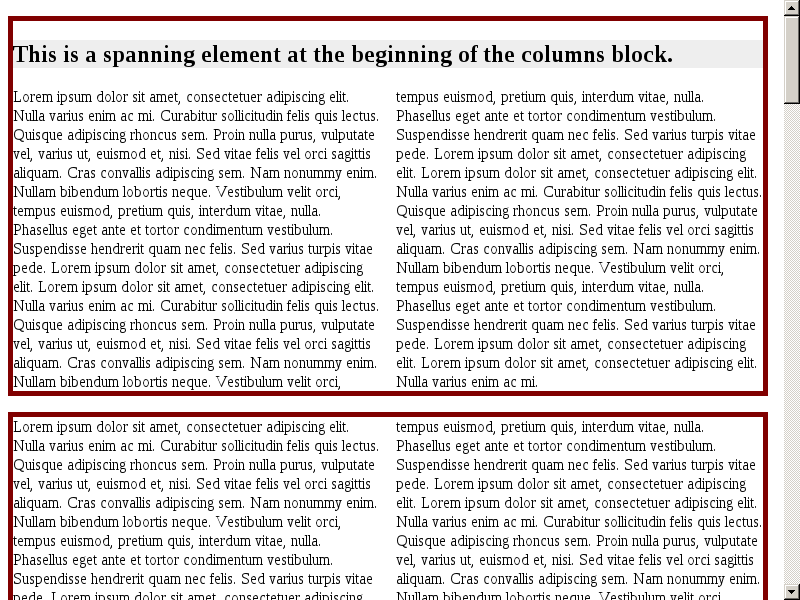 This is a spanning element at the beginning of the columns block.
Lorem ipsum dolor sit amet, consectetuer adipiscing elit.
Nulla varius enim ac mi. Curabitur sollicitudin felis quis lectus.
Quisque adipiscing rhoncus sem. Proin nulla purus, vulputate
vel, varius ut, euismod et, nisi. Sed vitae felis vel orci sagittis
aliquam. Cras convallis adipiscing sem. Nam nonummy enim.
Nullam bibendum lobortis neque. Vestibulum velit orci,
tempus euismod, pretium quis, interdum vitae, nulla.
Phasellus eget ante et tortor condimentum vestibulum.
Suspendisse hendrerit quam nec felis. Sed varius turpis vitae
pede. Lorem ipsum dolor sit amet, consectetuer adipiscing
elit. Lorem ipsum dolor sit amet, consectetuer adipiscing elit.
Nulla varius enim ac mi. Curabitur sollicitudin felis quis lectus.
Quisque adipiscing rhoncus sem. Proin nulla purus, vulputate
vel, varius ut, euismod et, nisi. Sed vitae felis vel orci sagittis
aliquam. Cras convallis adipiscing sem. Nam nonummy enim.
Nullam bibendum lobortis neque. Vestibulum velit orci,
tempus euismod, pretium quis, interdum vitae, nulla.
Phasellus eget ante et tortor condimentum vestibulum.
Suspendisse hendrerit quam nec felis. Sed varius turpis vitae
pede. Lorem ipsum dolor sit amet, consectetuer adipiscing
elit. Lorem ipsum dolor sit amet, consectetuer adipiscing elit.
Nulla varius enim ac mi. Curabitur sollicitudin felis quis lectus.
Quisque adipiscing rhoncus sem. Proin nulla purus, vulputate
vel, varius ut, euismod et, nisi. Sed vitae felis vel orci sagittis
aliquam. Cras convallis adipiscing sem. Nam nonummy enim.
Nullam bibendum lobortis neque. Vestibulum velit orci,
tempus euismod, pretium quis, interdum vitae, nulla.
Phasellus eget ante et tortor condimentum vestibulum.
Suspendisse hendrerit quam nec felis. Sed varius turpis vitae
pede. Lorem ipsum dolor sit amet, consectetuer adipiscing
elit. Lorem ipsum dolor sit amet, consectetuer adipiscing elit.
Nulla varius enim ac mi.
Lorem ipsum dolor sit amet, consectetuer adipiscing elit.
Nulla varius enim ac mi. Curabitur sollicitudin felis quis lectus.
Quisque adipiscing rhoncus sem. Proin nulla purus, vulputate
vel, varius ut, euismod et, nisi. Sed vitae felis vel orci sagittis
aliquam. Cras convallis adipiscing sem. Nam nonummy enim.
Nullam bibendum lobortis neque. Vestibulum velit orci,
tempus euismod, pretium quis, interdum vitae, nulla.
Phasellus eget ante et tortor condimentum vestibulum.
Suspendisse hendrerit quam nec felis. Sed varius turpis vitae
pede. Lorem ipsum dolor sit amet, consectetuer adipiscing
tempus euismod, pretium quis, interdum vitae, nulla.
Phasellus eget ante et tortor condimentum vestibulum.
Suspendisse hendrerit quam nec felis. Sed varius turpis vitae
pede. Lorem ipsum dolor sit amet, consectetuer adipiscing
elit. Lorem ipsum dolor sit amet, consectetuer adipiscing elit.
Nulla varius enim ac mi. Curabitur sollicitudin felis quis lectus.
Quisque adipiscing rhoncus sem. Proin nulla purus, vulputate
vel, varius ut, euismod et, nisi. Sed vitae felis vel orci sagittis
aliquam. Cras convallis adipiscing sem. Nam nonummy enim.
Nullam bibendum lobortis neque. Vestibulum velit orci,